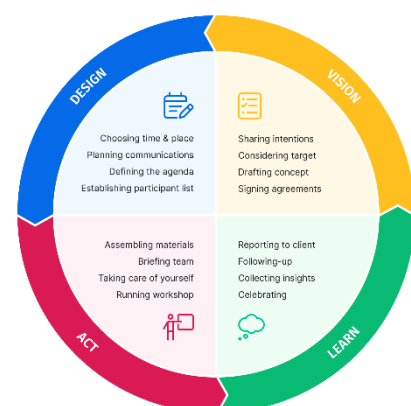 DESIGN
VISION
Choosing time & place
Planning communications
Defining the agenda
Establishing participant list
Sharing intentions
Considering target
Drafting concept
Signing agreements
Assembling materials
Briefing team
Taking care of yourself
Running workshop
Reporting to client
Following-up
Collecting insights
Celebrating
ACT
LEARN